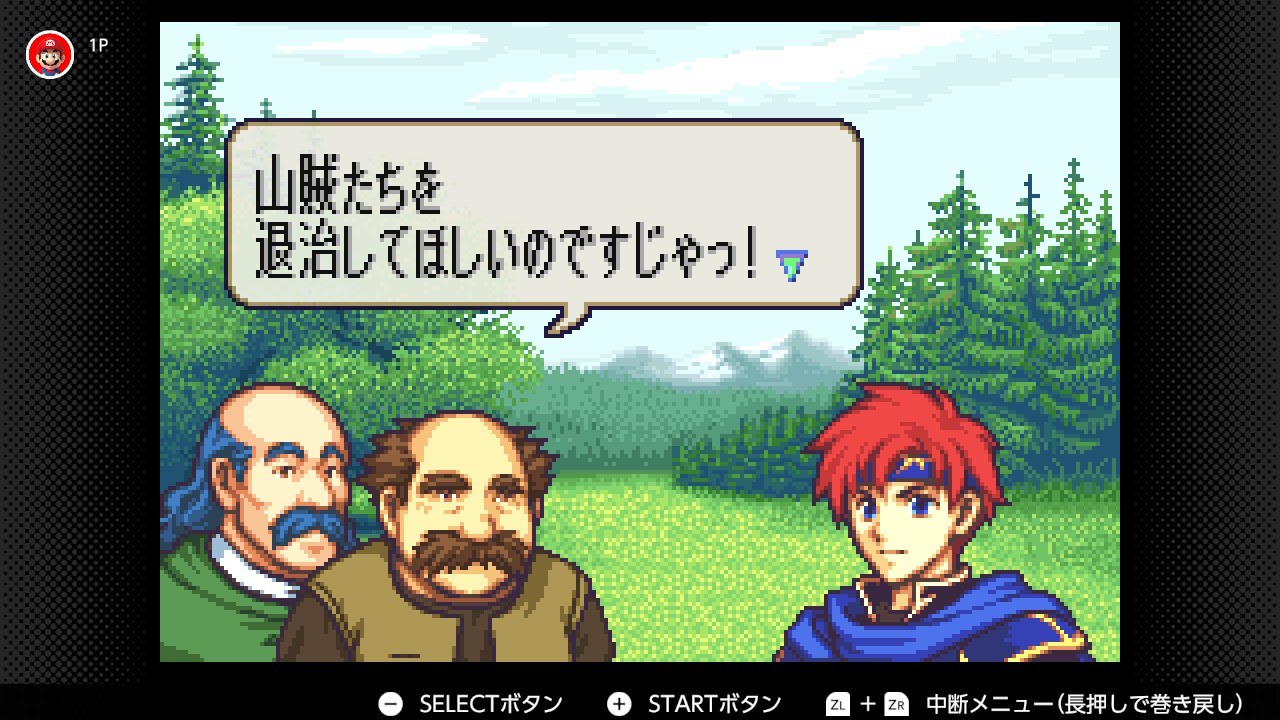 1P
山賊たちを
退治してほしいのですじゃっ!
SELECTボタン
STARTボタン
ZL + ZR 中断メニュー(長押しで巻き戻し)